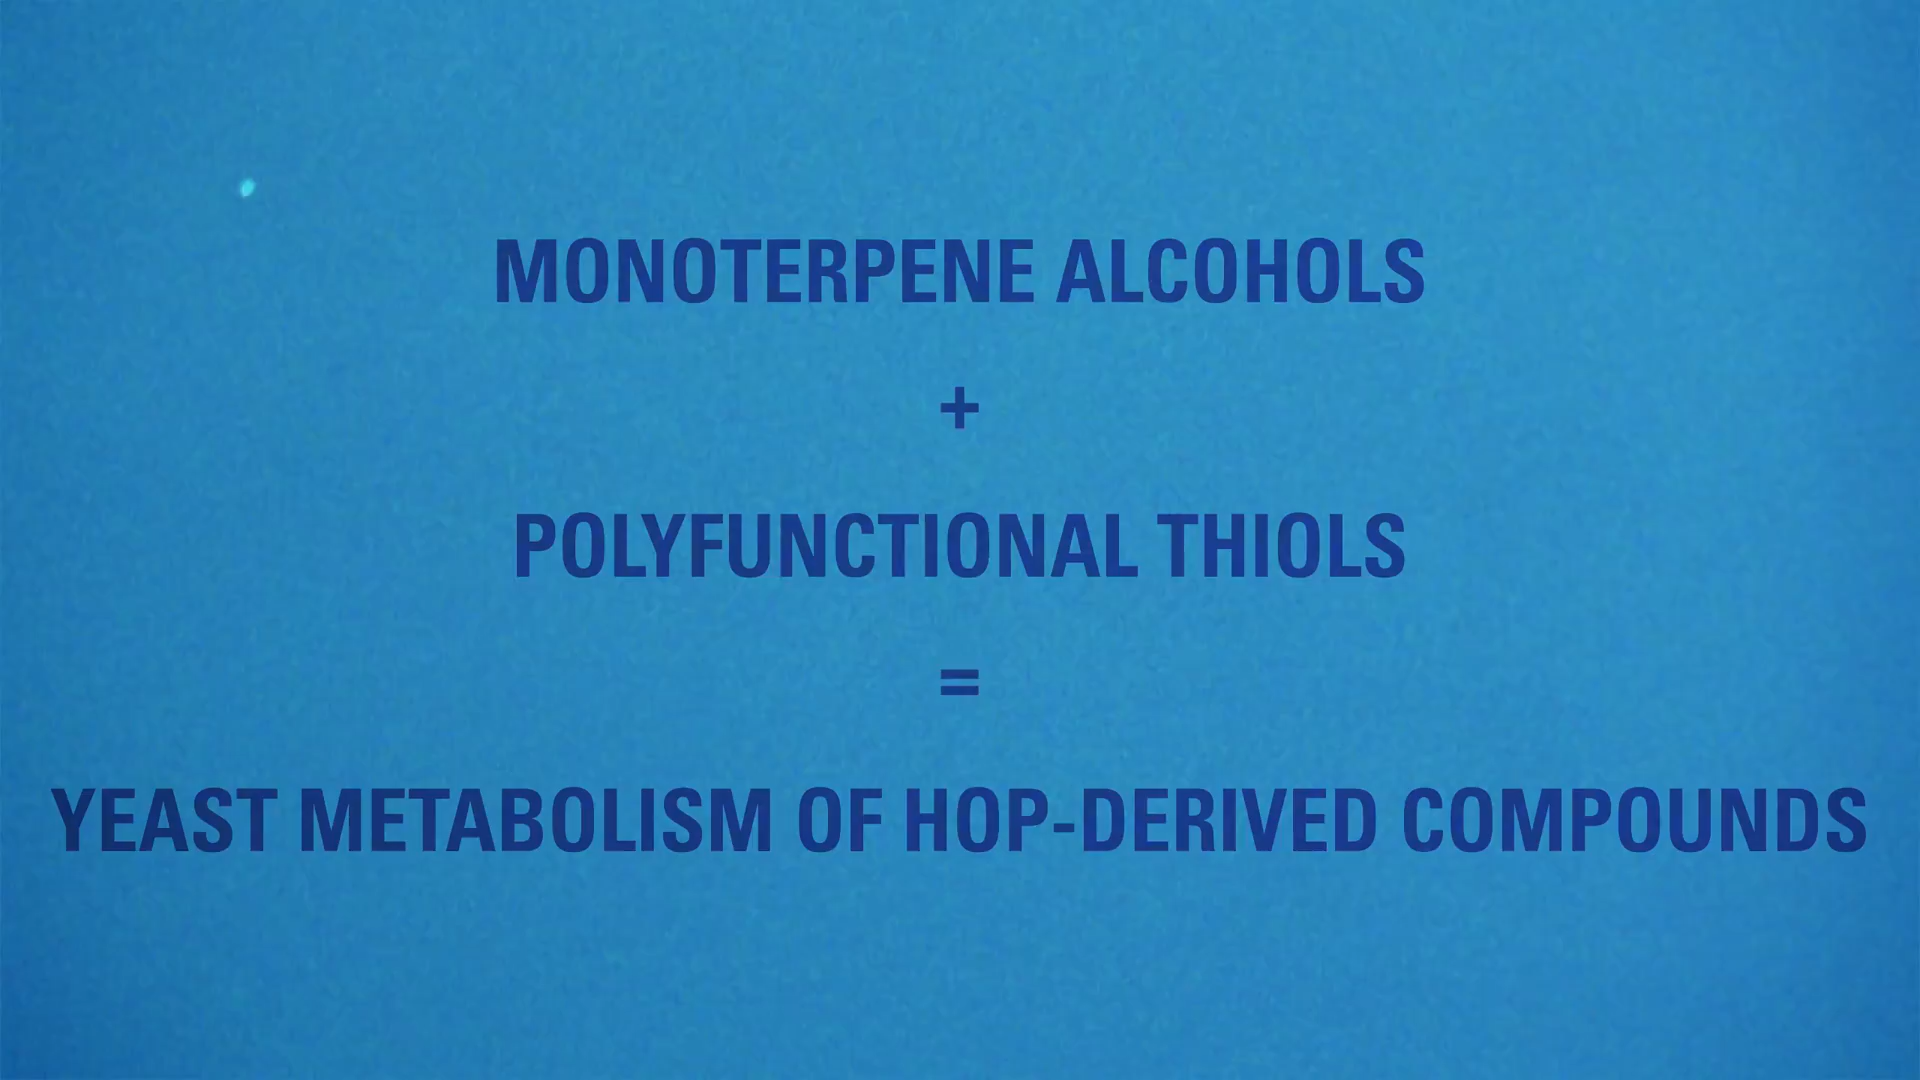 MONOTERPENE ALCOHOLS
+
POLYFUNCTIONAL THIOLS
=
YEAST METABOLISM OF HOP-DERIVED COMPOUNDS